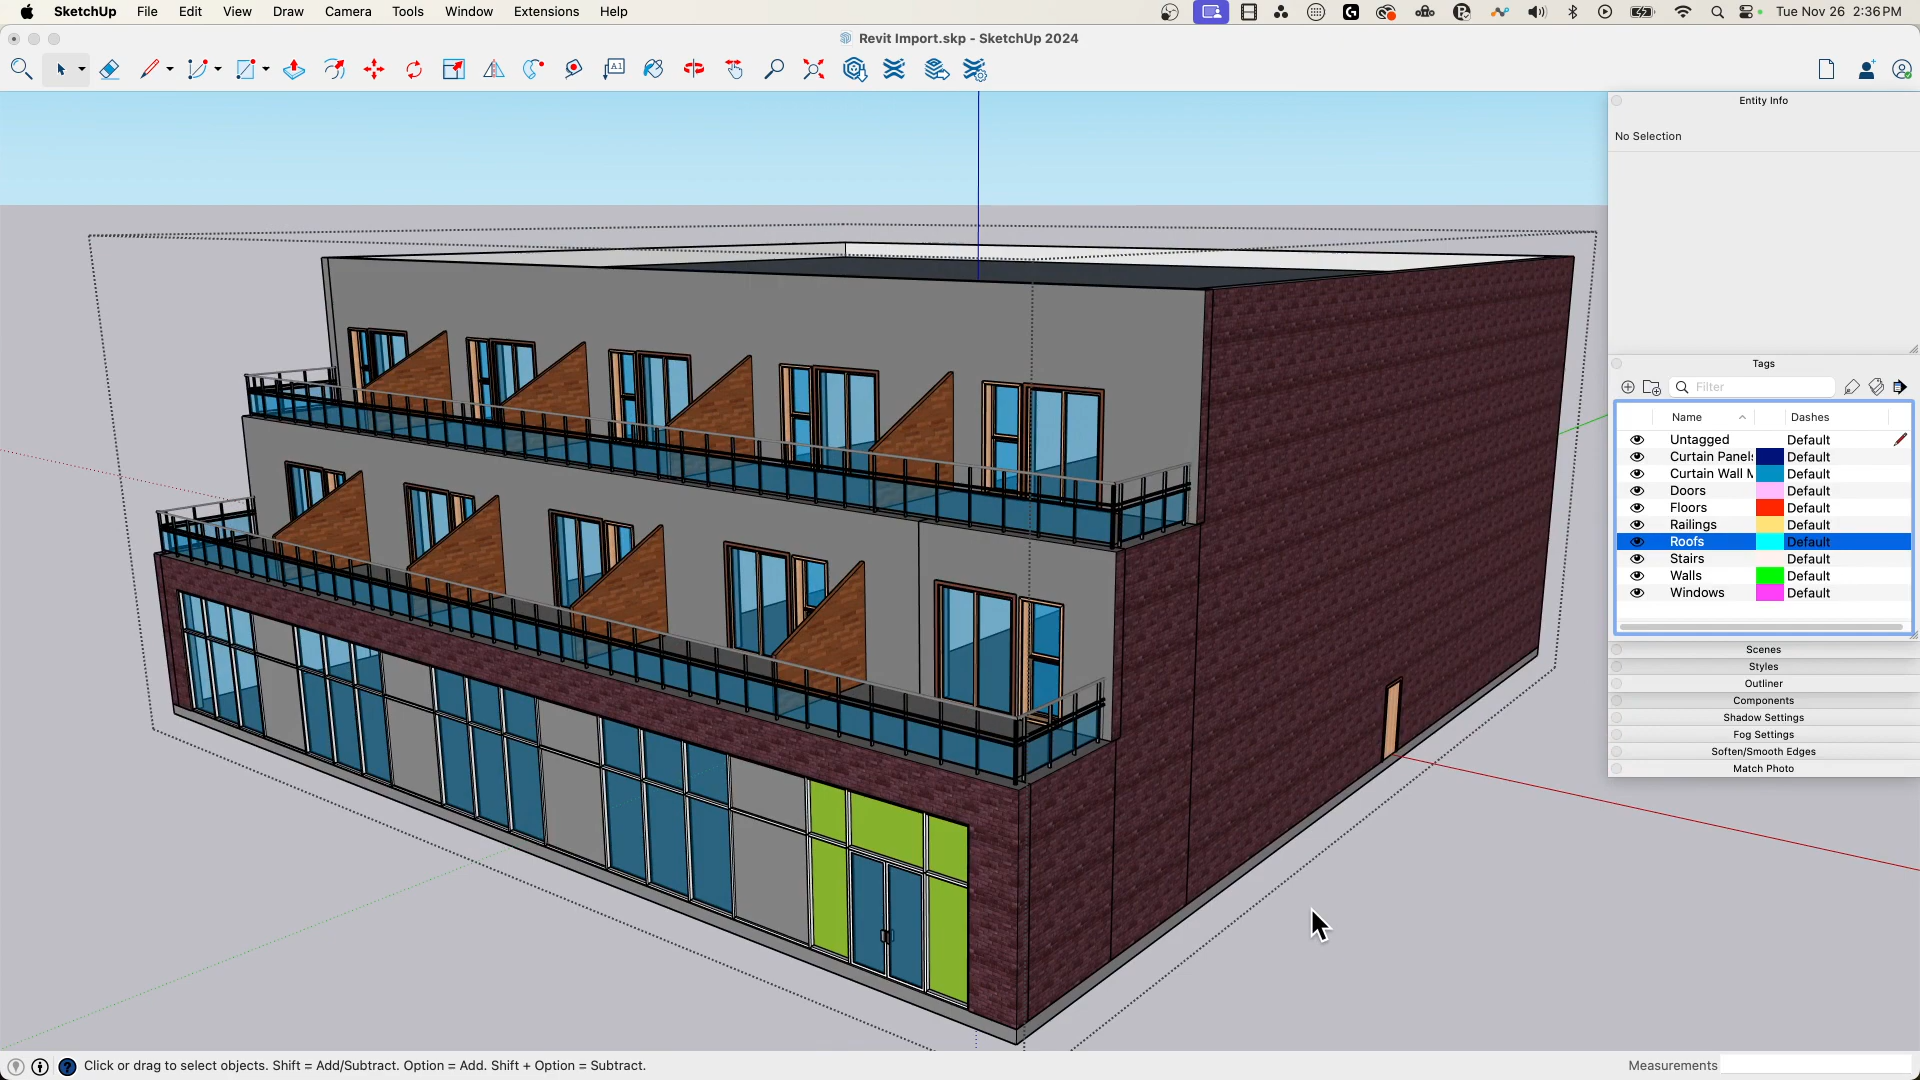 SketchUp File Edit View Draw Camera Tools Window Extensions Help Tue Nov 26 2:36 PM
Revit Import.skp - SketchUp 2024
A1
Entity Info
No Selection
Tags
Filter
Name Dashes
Untagged Default
Curtain Panel Default
Curtain Wall M Default
Doors Default
Floors Default
Railings Default
Roofs Default
Stairs Default
Walls Default
Windows Default
Scenes
Styles
Outliner
Components
Shadow Settings
Fog Settings
Soften/Smooth Edges
Match Photo
Click or drag to select objects. Shift = Add/Subtract. Option = Add. Shift + Option = Subtract.
Measurements